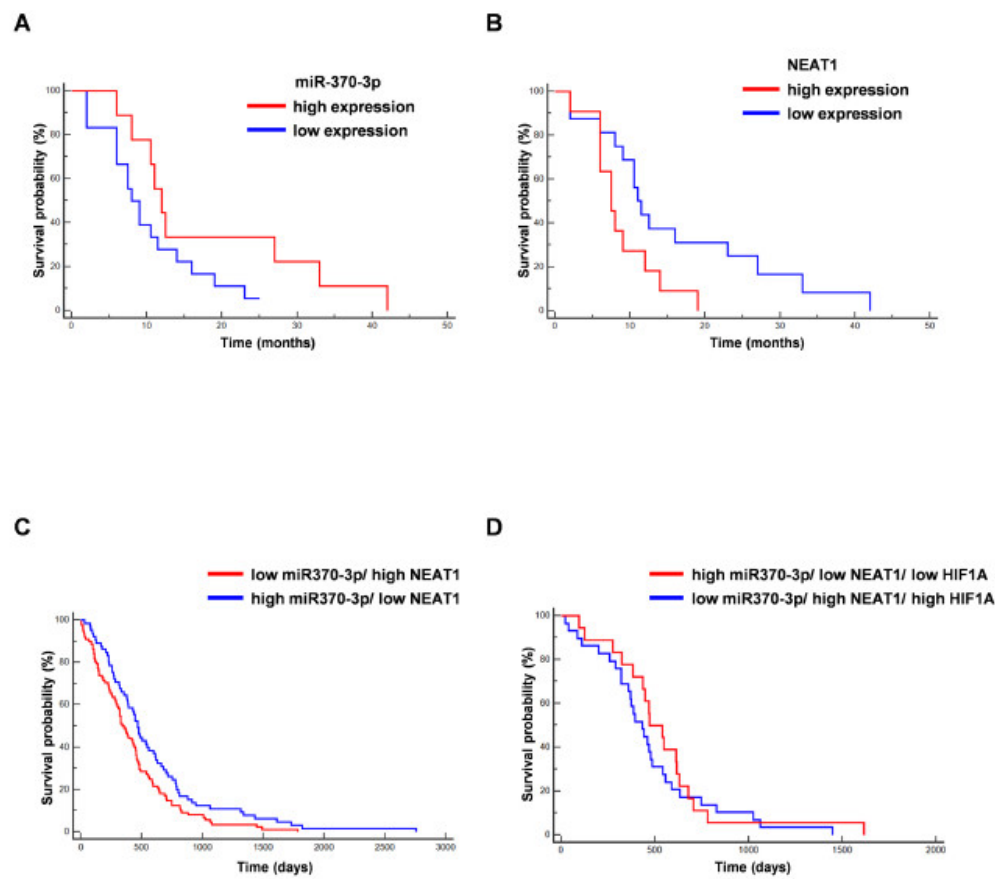 A
miR-370-3p
high expression
low expression
Survival probability (%)
100
80
60
40
20
0
0 10 20 30 40 50
Time (months)
B
NEAT1
high expression
low expression
Survival probability (%)
100
80
60
40
20
0
0 10 20 30 40 50
Time (months)
C
low miR370-3p/ high NEAT1
high miR370-3p/ low NEAT1
Survival probability (%)
100
80
60
40
20
0
0 500 1000 1500 2000 2500 3000
Time (days)
D
high miR370-3p/ low NEAT1/ low HIF1A
low miR370-3p/ high NEAT1/ high HIF1A
Survival probability (%)
100
80
60
40
20
0
0 500 1000 1500 2000
Time (days)